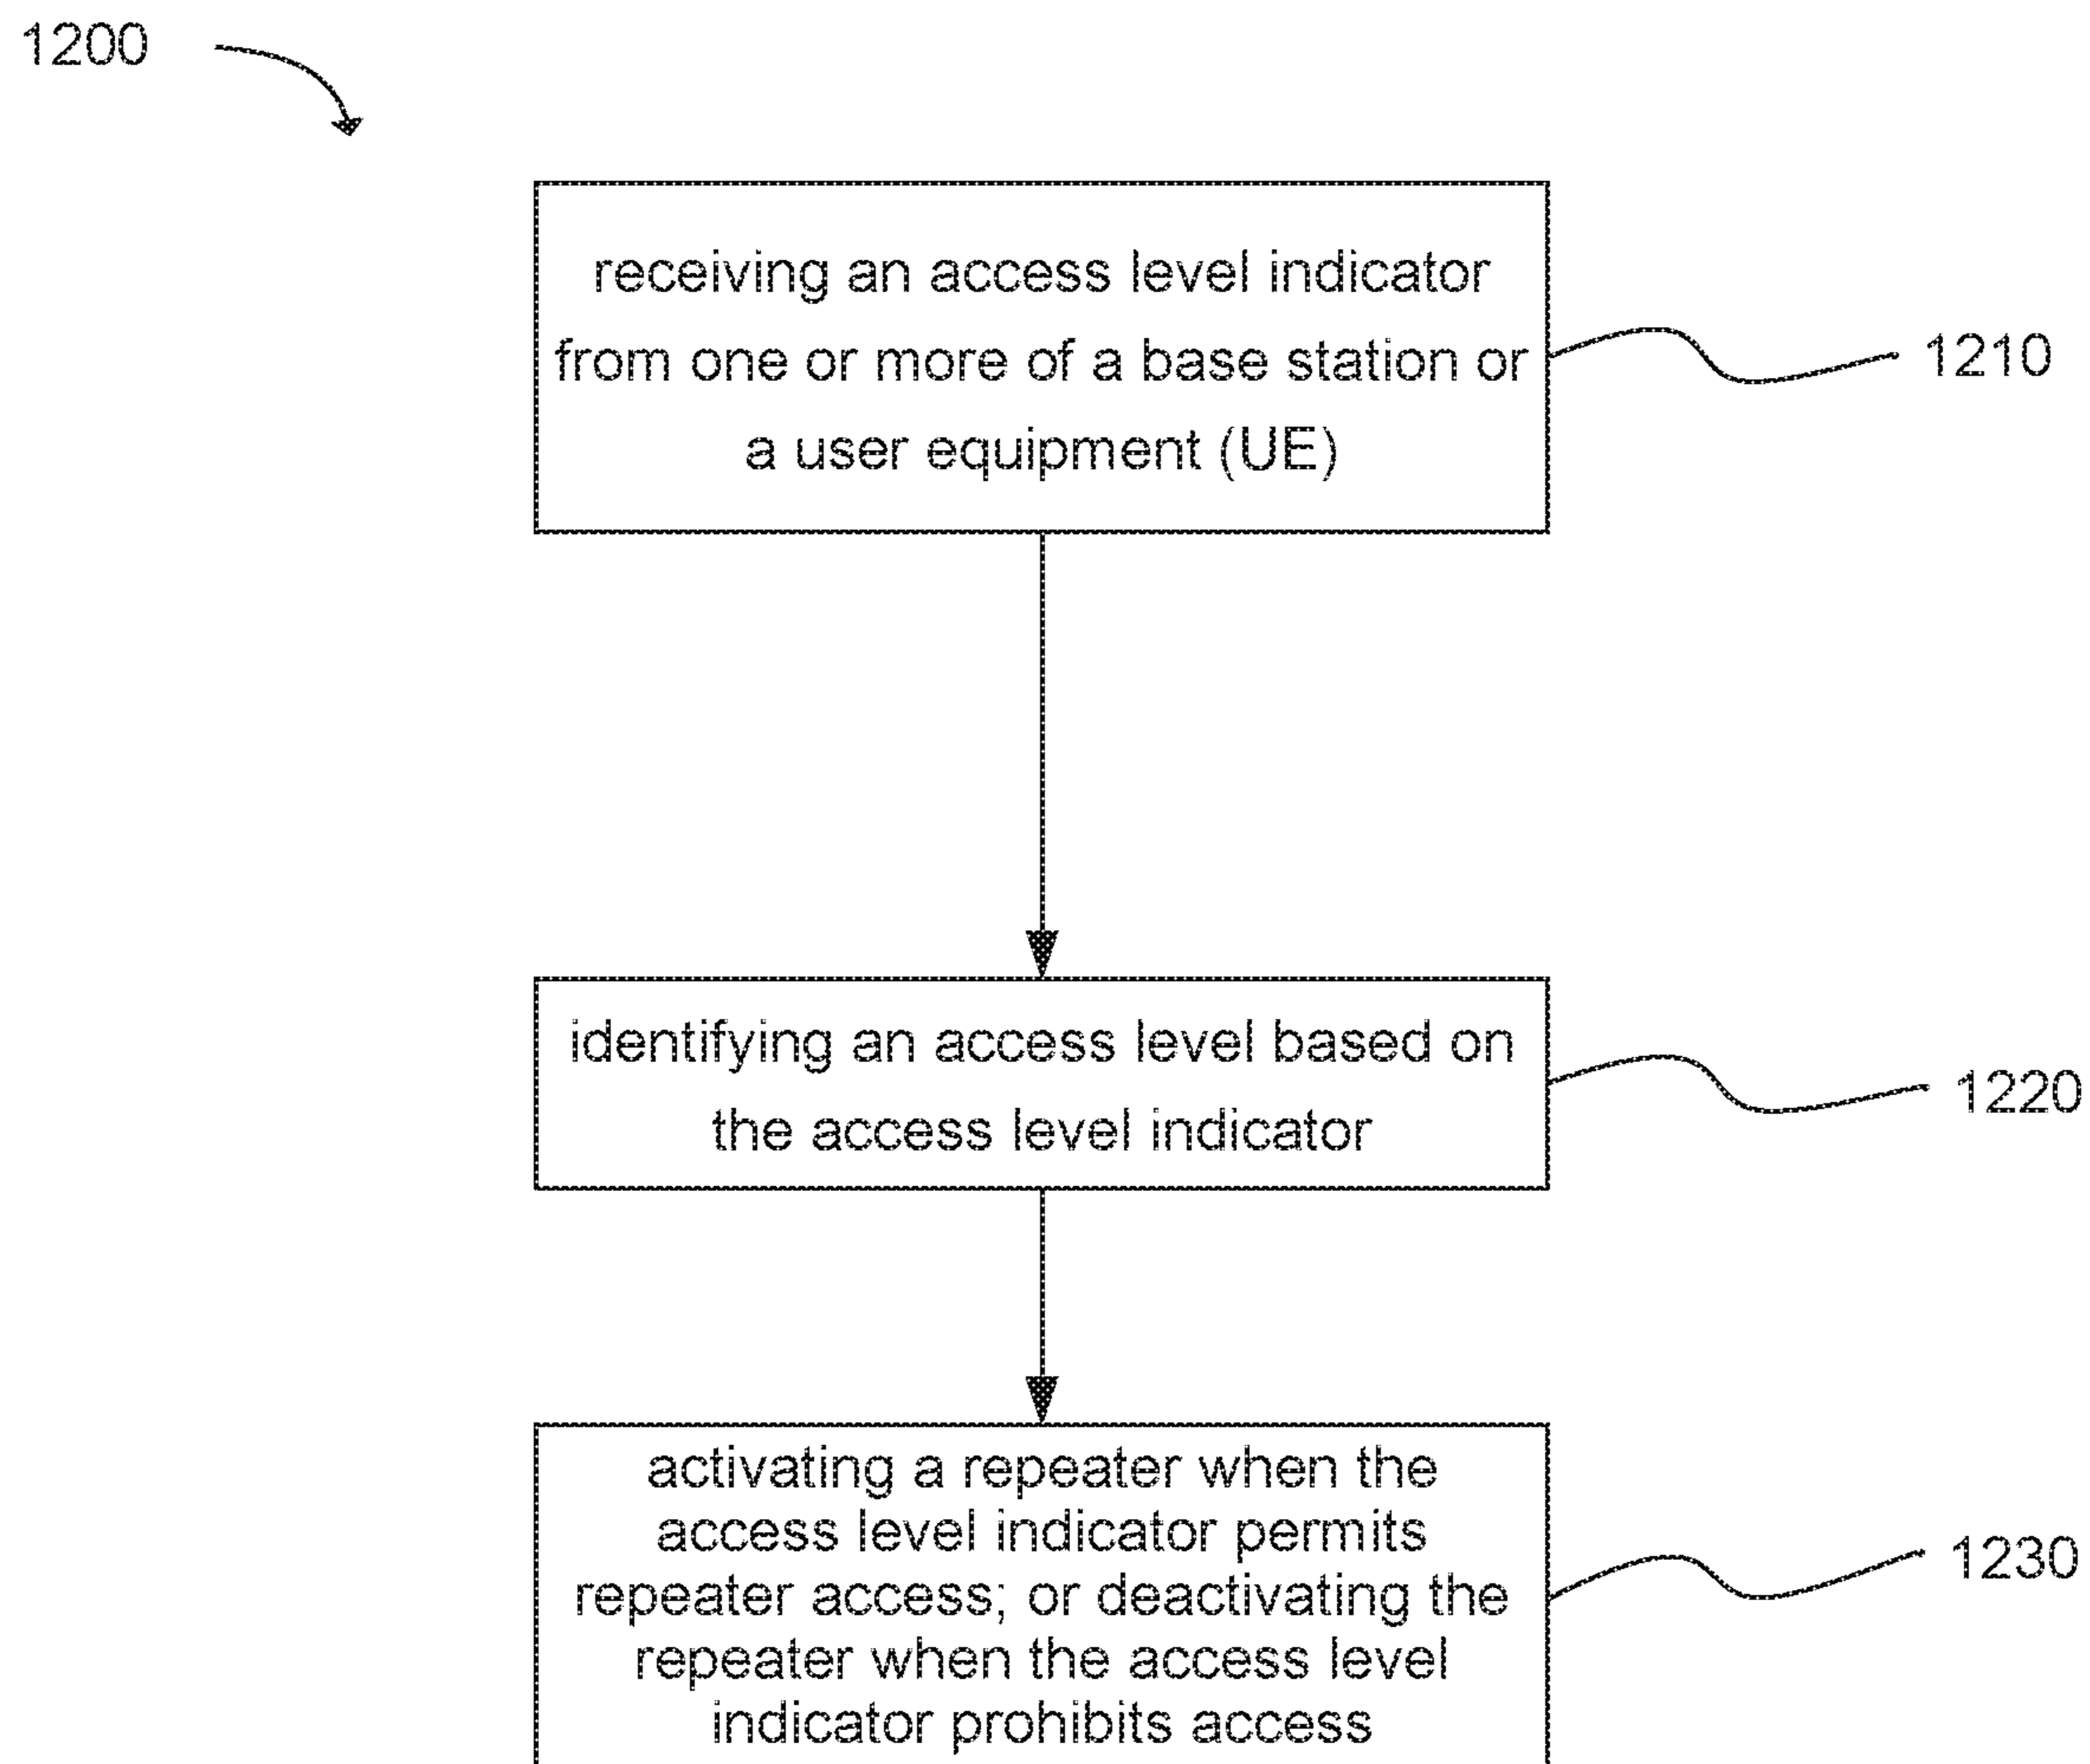 1200
receiving an access level indicator
from one or more of a base station or
a user equipment (UE)
1210
identifying an access level based on
the access level indicator
1220
activating a repeater when the
access level indicator permits
repeater access; or deactivating the
repeater when the access level
indicator prohibits access
1230